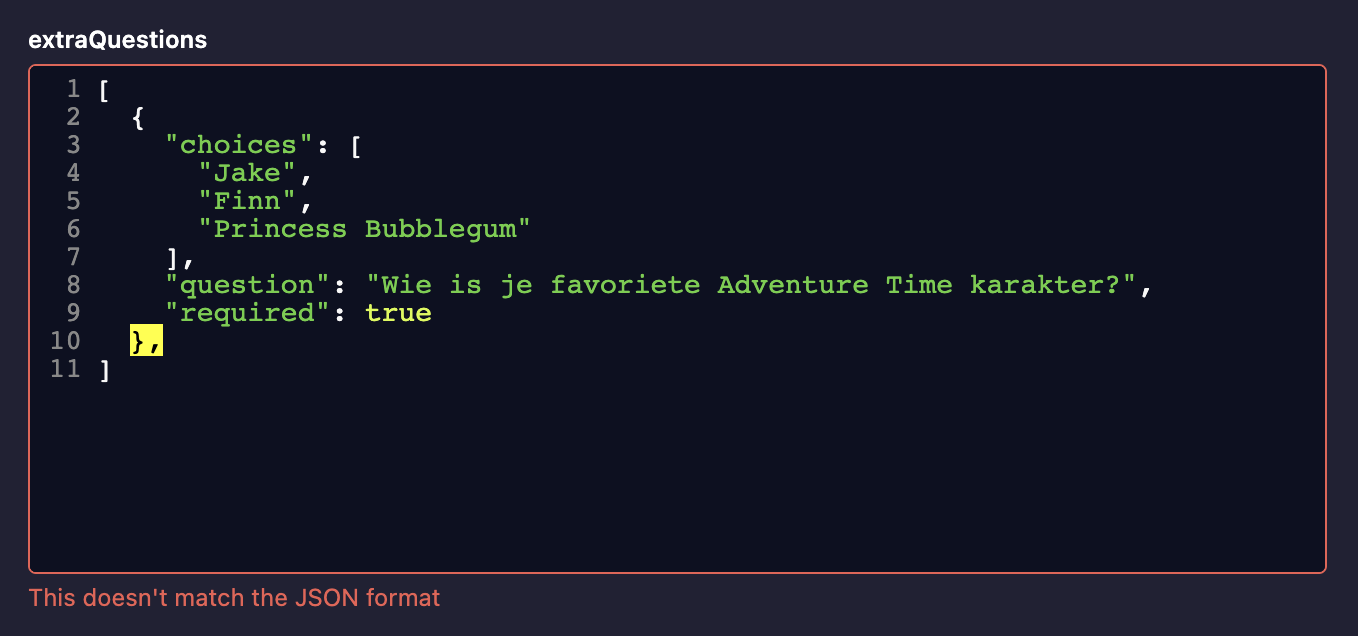 extraQuestions
1 [
2   {
3     "choices": [
4       "Jake",
5       "Finn",
6       "Princess Bubblegum"
7     ],
8     "question": "Wie is je favoriete Adventure Time karakter?",
9     "required": true
10   },
11 ]
This doesn't match the JSON format